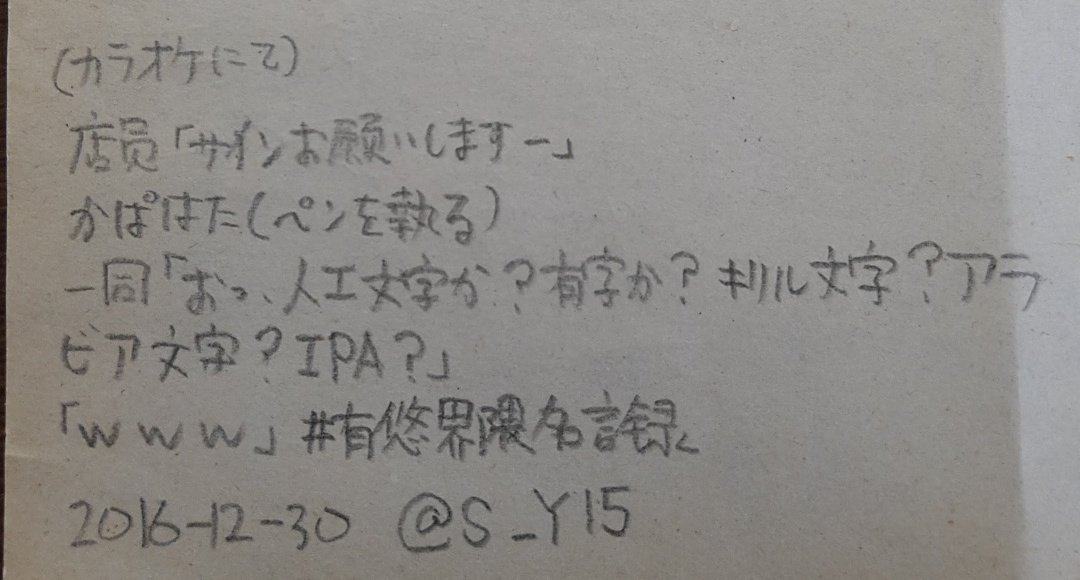 (カラオケにて)
店員「サインお願いしますー」
かぱはた(ペンを執る)
一同「おっ、人工文字か?有字か?キリル文字?アラ
ビア文字?IPA?」
「www」#有悠界隈名言録
2016-12-30 @S_Y15